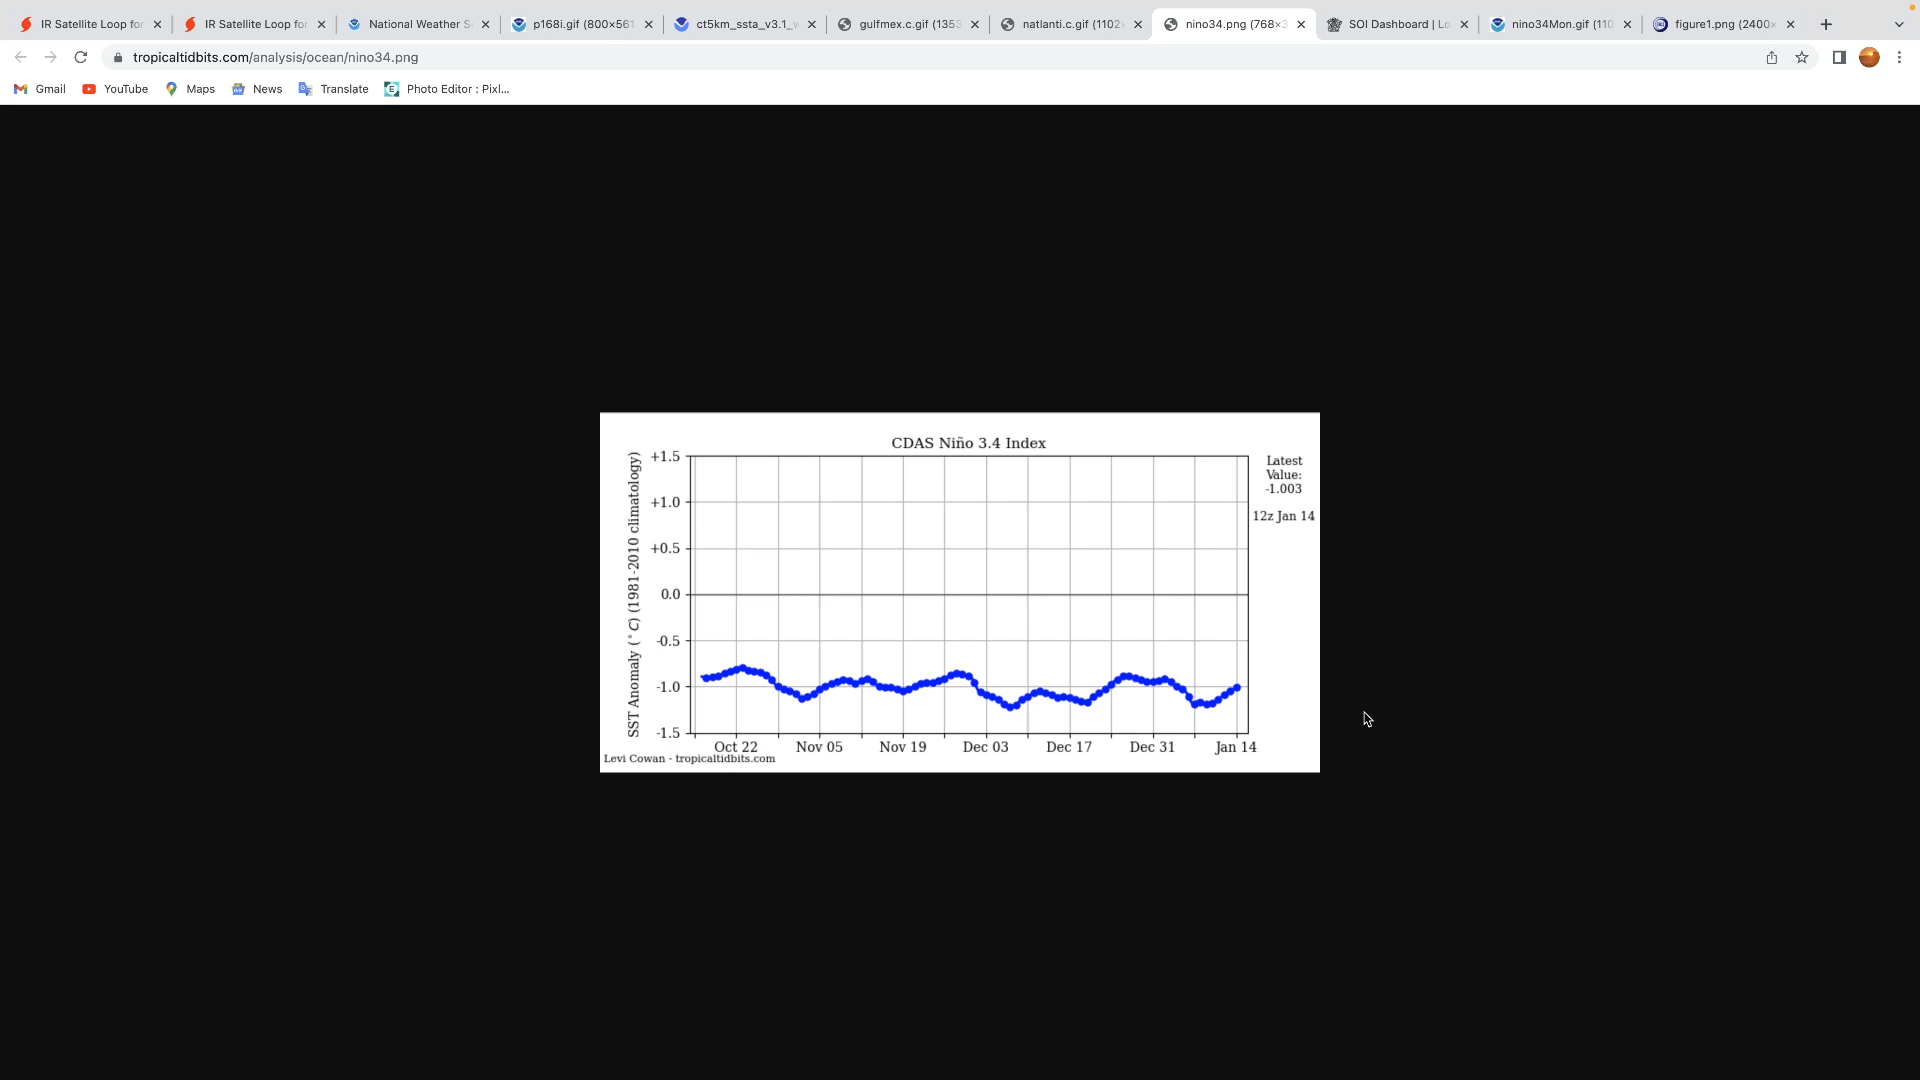 IR Satellite Loop for
IR Satellite Loop for
National Weather S
p168i.gif (800×561
ct5km_ssta_v3.1_
gulfmex.c.gif (1353
natlanti.c.gif (1102
nino34.png (768×3
SOI Dashboard | Lo
nino34Mon.gif (110
figure1.png (2400×
tropicaltidbits.com/analysis/ocean/nino34.png
Gmail
YouTube
Maps
News
Translate
Photo Editor : Pixl...
CDAS Niño 3.4 Index
SST Anomaly (°C) (1981-2010 climatology)
+1.5
+1.0
+0.5
0.0
-0.5
-1.0
-1.5
Oct 22 Nov 05 Nov 19 Dec 03 Dec 17 Dec 31 Jan 14
Levi Cowan - tropicaltidbits.com
Latest
Value:
-1.003
12z Jan 14